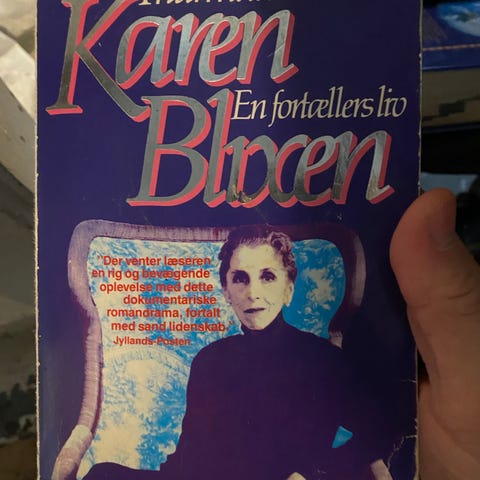 Karen
En fortællers liv
Blixen
"Der venter læseren
en rig og bevægende
oplevelse med dette
dokumentariske
romandrama, fortalt
med sand lidenskab
Jyllands-Posten.